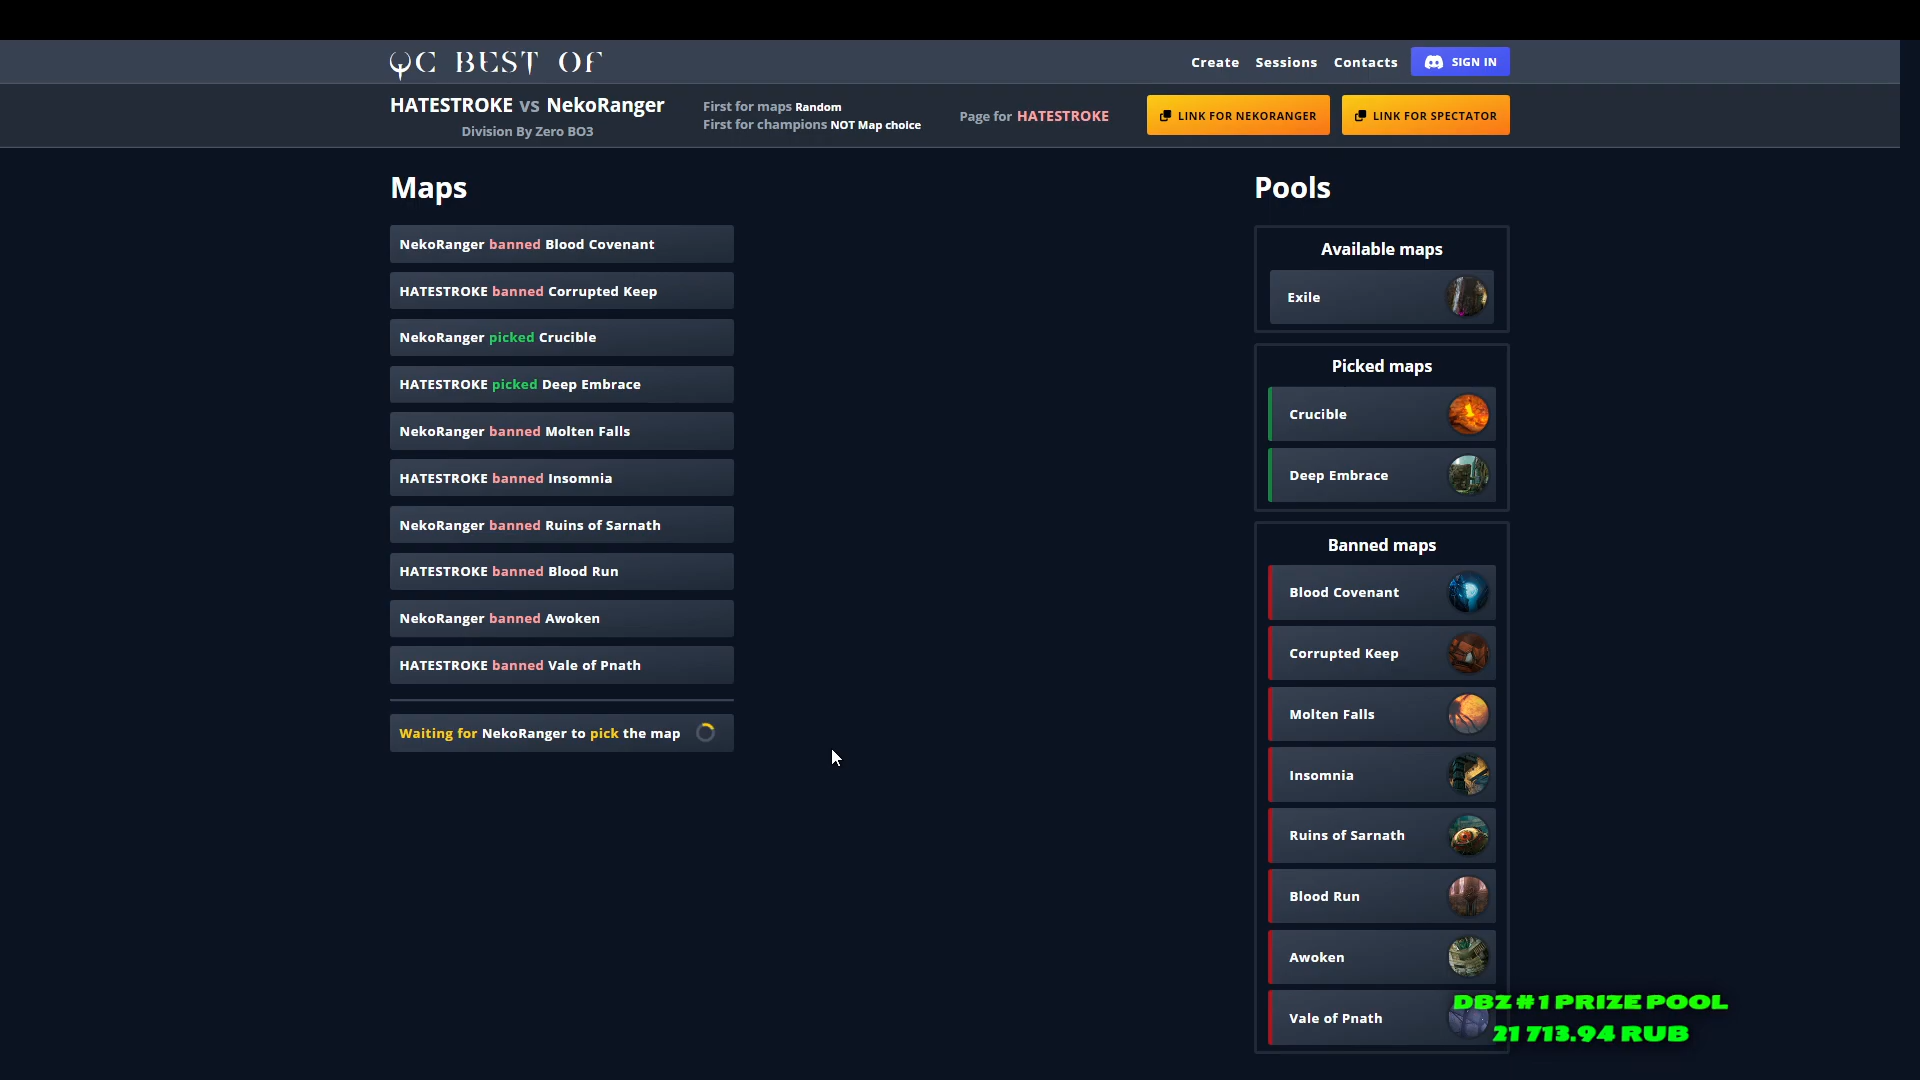 QC BEST OF
Create Sessions Contacts SIGN IN
HATESTROKE vs NekoRanger
Division By Zero BO3
First for maps Random
First for champions NOT Map choice
Page for HATESTROKE
LINK FOR NEKORANGER
LINK FOR SPECTATOR
Maps
NekoRanger banned Blood Covenant
HATESTROKE banned Corrupted Keep
NekoRanger picked Crucible
HATESTROKE picked Deep Embrace
NekoRanger banned Molten Falls
HATESTROKE banned Insomnia
NekoRanger banned Ruins of Sarnath
HATESTROKE banned Blood Run
NekoRanger banned Awoken
HATESTROKE banned Vale of Pnath
Waiting for NekoRanger to pick the map
Pools
Available maps
Exile
Picked maps
Crucible
Deep Embrace
Banned maps
Blood Covenant
Corrupted Keep
Molten Falls
Insomnia
Ruins of Sarnath
Blood Run
Awoken
Vale of Pnath
DBZ #1 PRIZE POOL
21 713.94 RUB